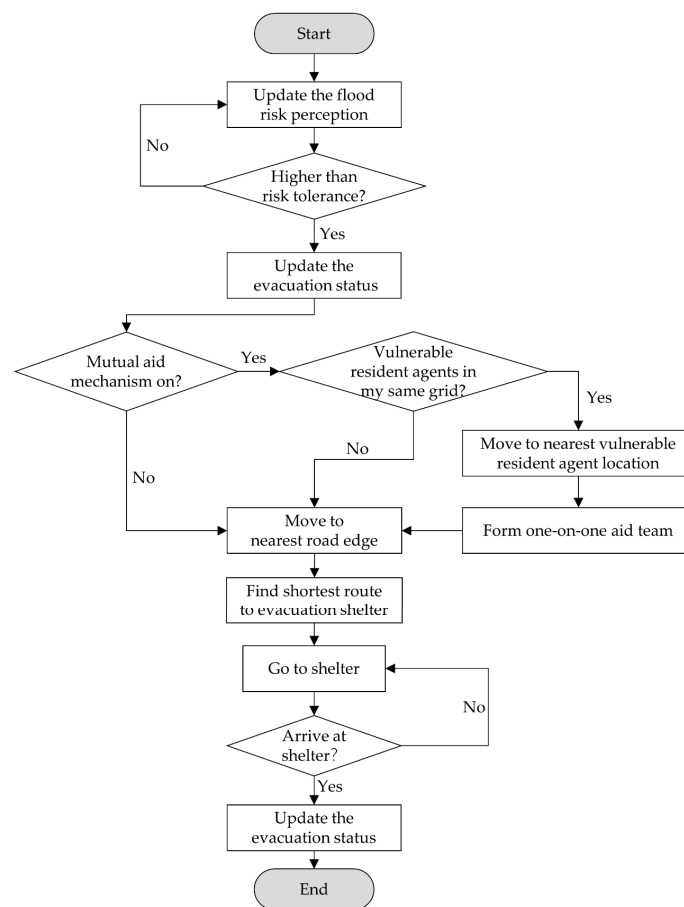 Start
Update the flood
risk perception
No
Higher than
risk tolerance?
Yes
Update the
evacuation status
Mutual aid
mechanism on?
Yes
Vulnerable
resident agents in
my same grid?
Yes
No
Move to nearest vulnerable
resident agent location
No
Move to
nearest road edge
Form one-on-one aid team
Find shortest route
to evacuation shelter
Go to shelter
No
Arrive at
shelter?
Yes
Update the
evacuation status
End